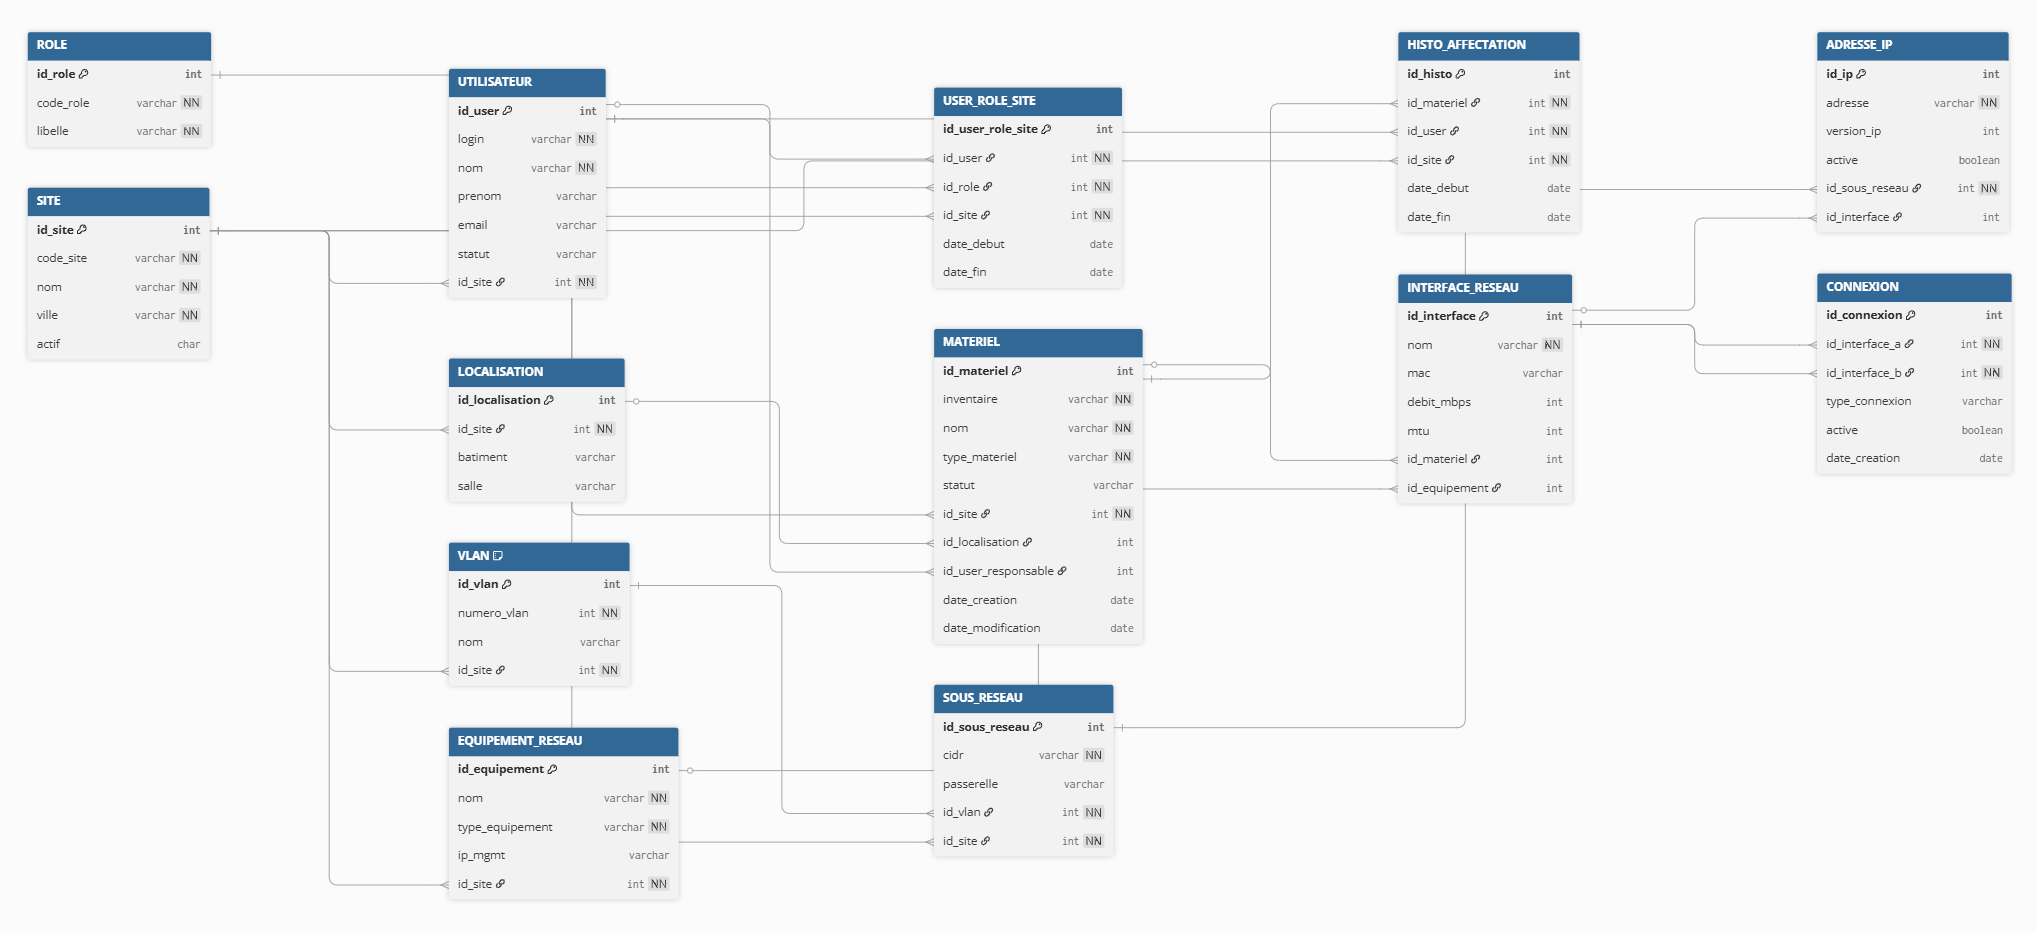 ROLE
id_role int
code_role varchar NN
libelle varchar NN
SITE
id_site int
code_site varchar NN
nom varchar NN
ville varchar NN
actif char
UTILISATEUR
id_user int
login varchar NN
nom varchar NN
prenom varchar
email varchar
statut varchar
id_site int NN
LOCALISATION
id_localisation int
id_site int NN
batiment varchar
salle varchar
VLAN
id_vlan int
numero_vlan int NN
nom varchar
id_site int NN
EQUIPEMENT_RESEAU
id_equipement int
nom varchar NN
type_equipement varchar NN
ip_mgmt varchar
id_site int NN
USER_ROLE_SITE
id_user_role_site int
id_user int NN
id_role int NN
id_site int NN
date_debut date
date_fin date
MATERIEL
id_materiel int
inventaire varchar NN
nom varchar NN
type_materiel varchar NN
statut varchar
id_site int NN
id_localisation int
id_user_responsable int
date_creation date
date_modification date
SOUS_RESEAU
id_sous_reseau int
cidr varchar NN
passerelle varchar
id_vlan int NN
id_site int NN
HISTO_AFFECTATION
id_histo int
id_materiel int NN
id_user int NN
id_site int NN
date_debut date
date_fin date
INTERFACE_RESEAU
id_interface int
nom varchar NN
mac varchar
debit_mbps int
mtu int
id_materiel int
id_equipement int
ADRESSE_IP
id_ip int
adresse varchar NN
version_ip int
active boolean
id_sous_reseau int NN
id_interface int
CONNEXION
id_connexion int
id_interface_a int NN
id_interface_b int NN
type_connexion varchar
active boolean
date_creation date